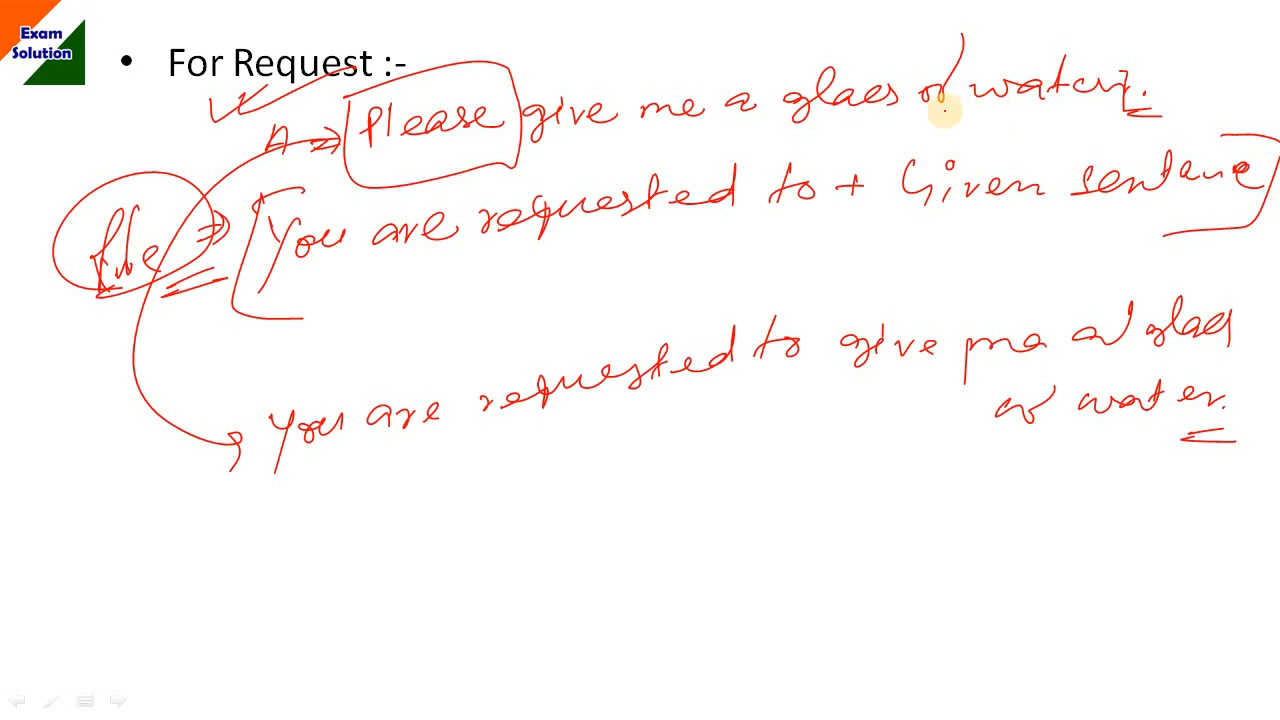 Exam
Solution
• For Request :-
A ⇒ Please give me a glass of water.
⇒ You are requested to + Given sentence
You are requested to give me a glass
of water.